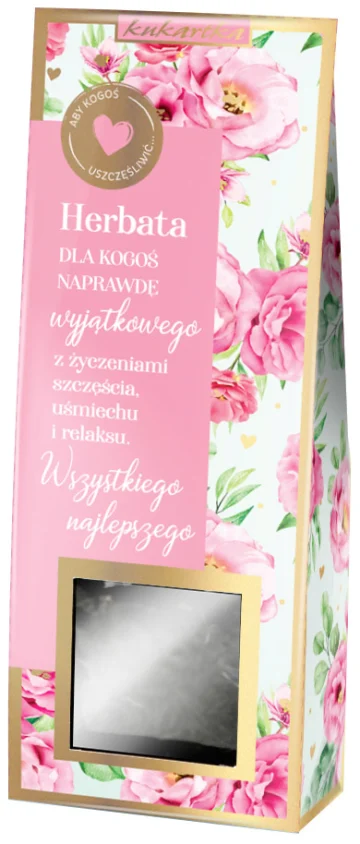 kukartka
ABY KOGOŚ
USZCZĘŚLIWIĆ...
Herbata
DLA KOGOŚ
NAPRAWDĘ
wyjątkowego
z życzeniami
szczęścia,
uśmiechu
i relaksu.
Wszystkiego
najlepszego